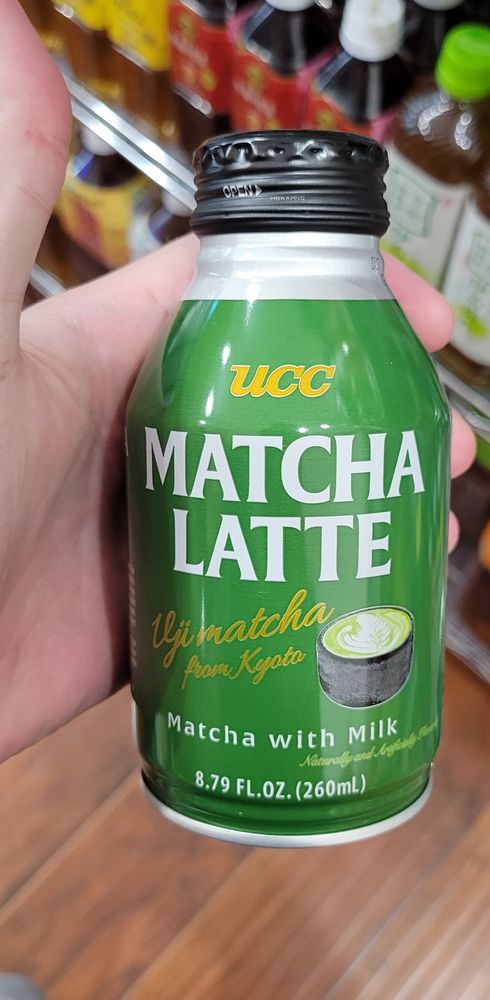 OPEN
UCC
MATCHA
LATTE
Uji matcha
from Kyoto
Matcha with Milk
Naturally and Artificially
8.79 FL.OZ. (260mL)